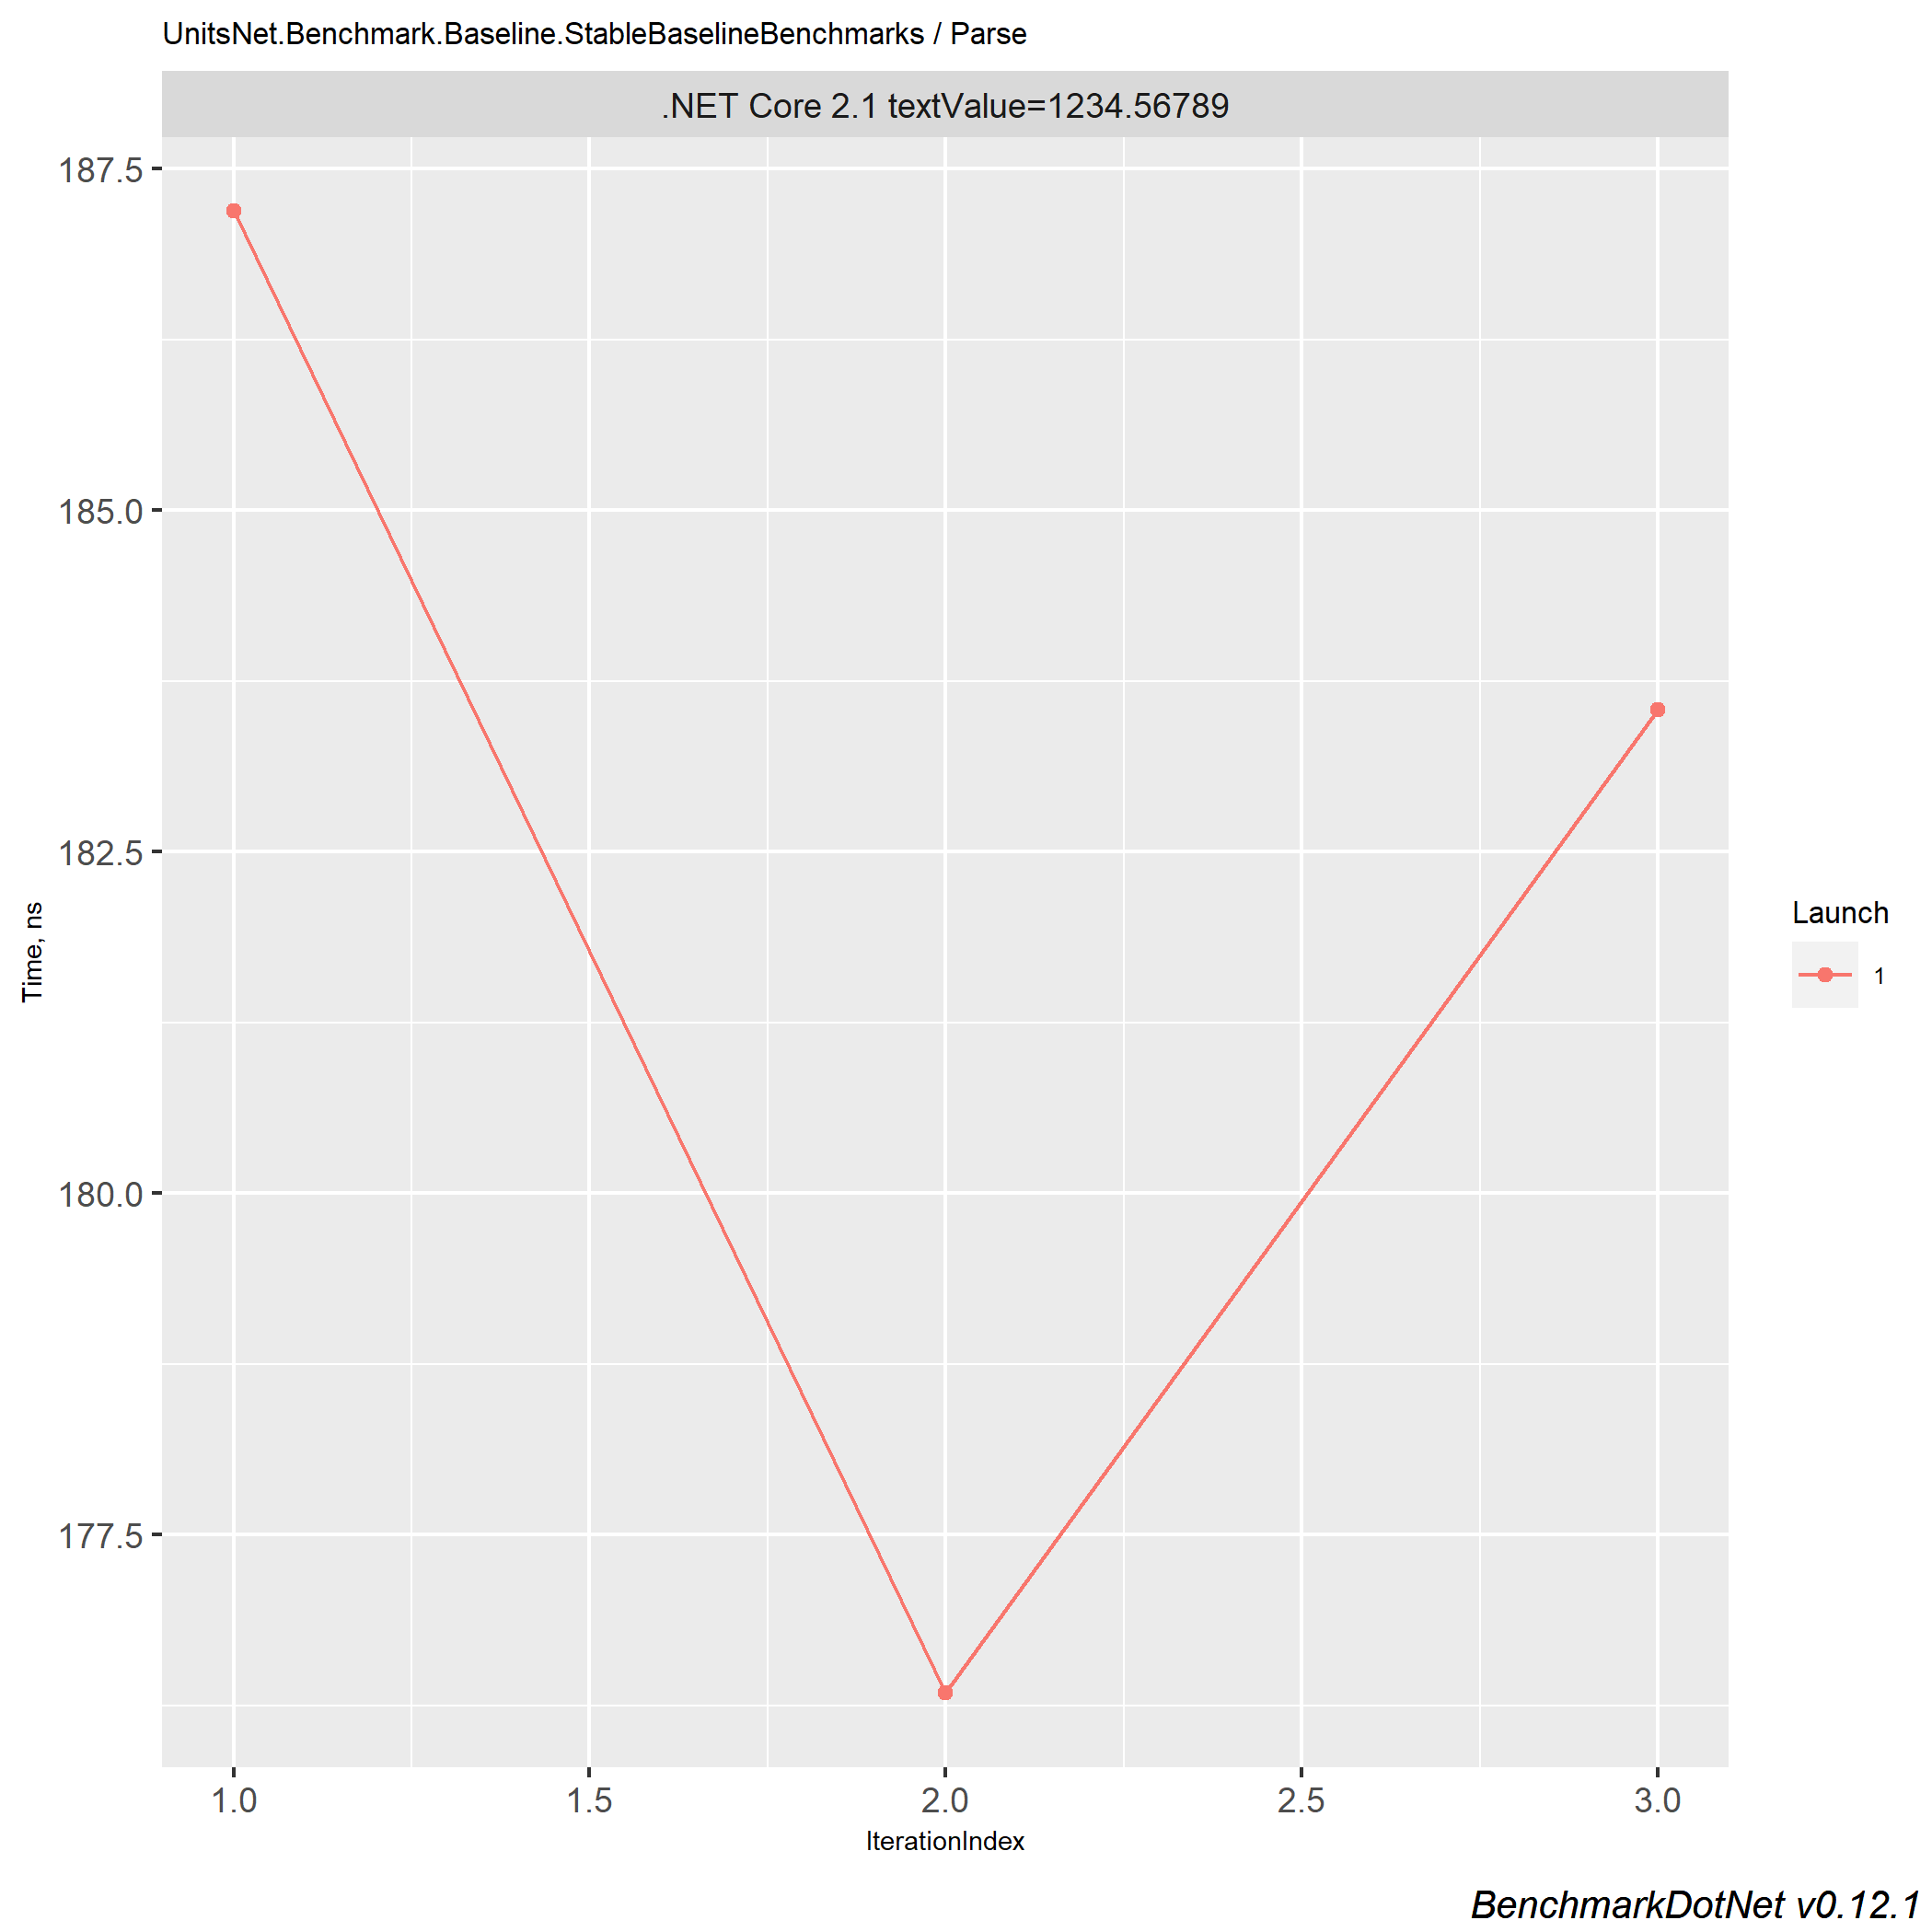 UnitsNet.Benchmark.Baseline.StableBaselineBenchmarks / Parse
.NET Core 2.1 textValue=1234.56789
187.5
185.0
182.5
180.0
177.5
Time, ns
1.0 1.5 2.0 2.5 3.0
IterationIndex
Launch
1
BenchmarkDotNet v0.12.1